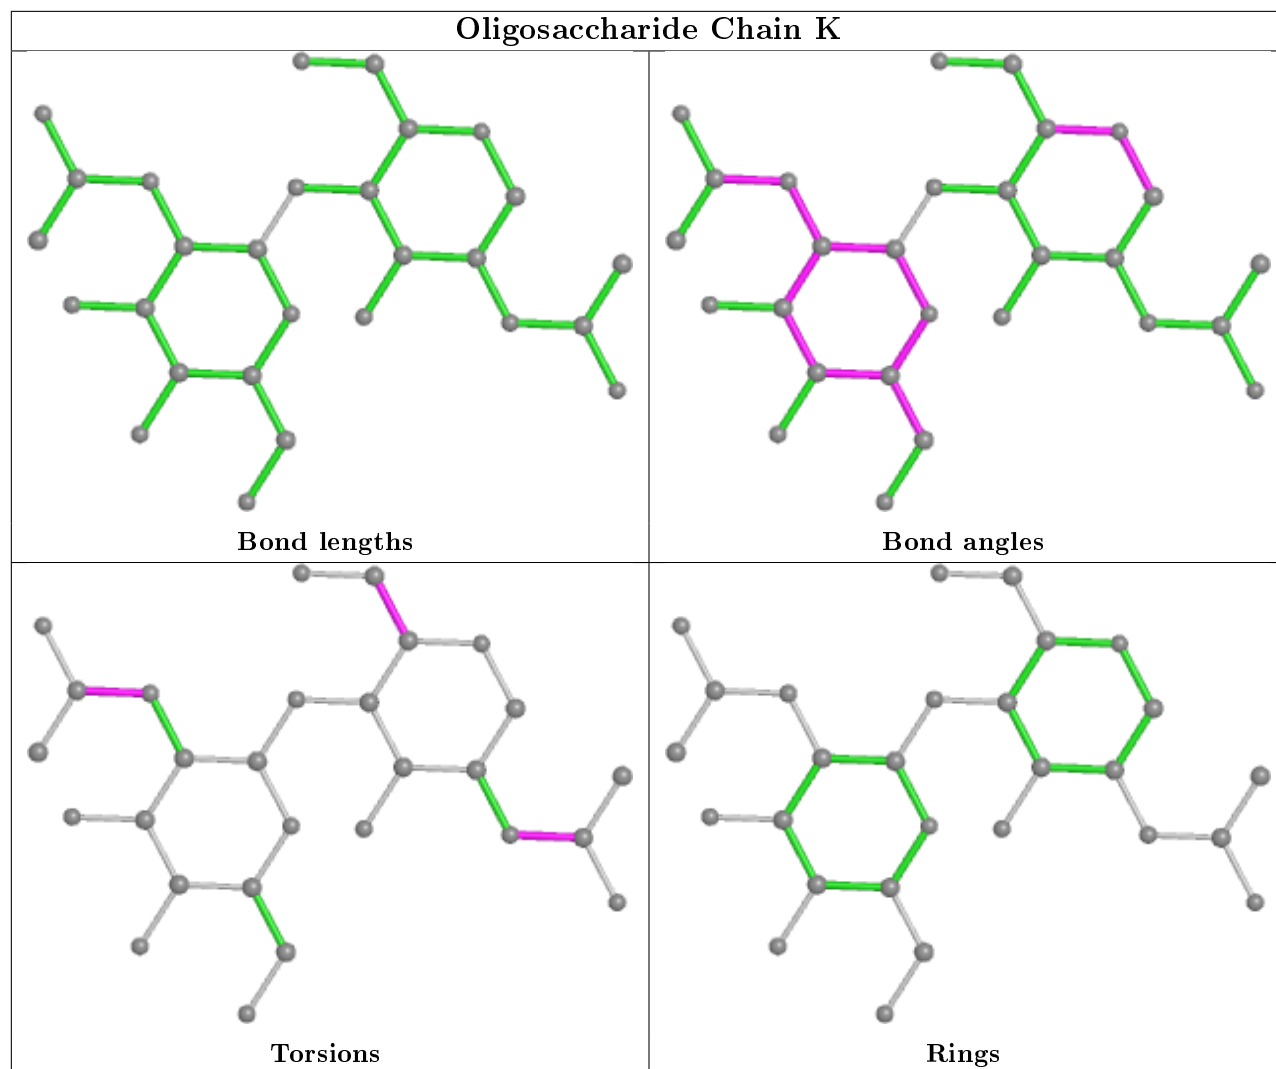 Oligosaccharide Chain K
Bond lengths
Bond angles
Torsions
Rings